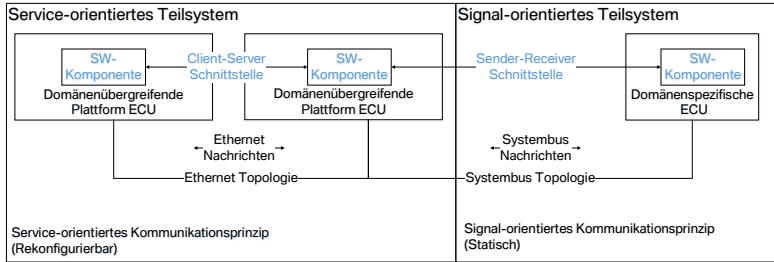 Service-orientiertes Teilsystem
Signal-orientiertes Teilsystem
SW-
Komponente
Client-Server
Schnittstelle
SW-
Komponente
Sender-Receiver
Schnittstelle
SW-
Komponente
Domänenübergreifende
Plattform ECU
Domänenübergreifende
Plattform ECU
Domänenspezifische
ECU
Ethernet
Nachrichten
Systembus
Nachrichten
Ethernet Topologie
Systembus Topologie
Service-orientiertes Kommunikationsprinzip
(Rekonfigurierbar)
Signal-orientiertes Kommunikationsprinzip
(Statisch)